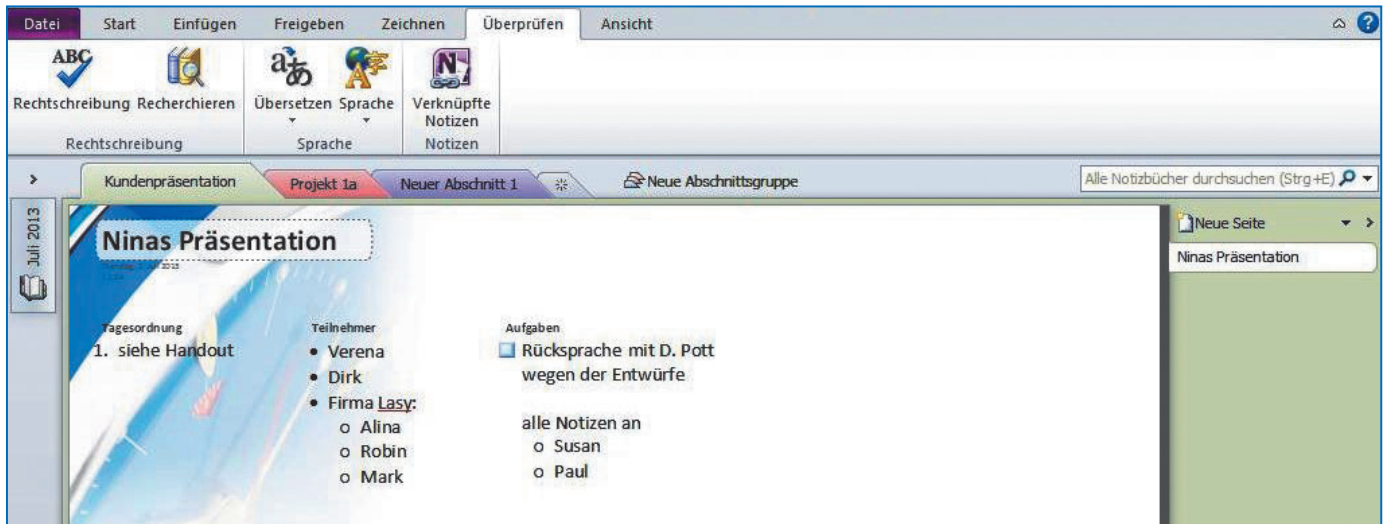 Datei Start Einfügen Freigeben Zeichnen Überprüfen Ansicht
ABC
Rechtschreibung Recherchieren Übersetzen Sprache Verknüpfte
Notizen
Rechtschreibung Sprache Notizen
Kundenpräsentation Projekt 1a Neuer Abschnitt 1 Neue Abschnittsgruppe Alle Notizbücher durchsuchen (Strg+E)
Juli 2013
Neue Seite
Ninas Präsentation
Ninas Präsentation
Tagesordnung Teilnehmer Aufgaben
1. siehe Handout • Verena Rücksprache mit D. Pott
• Dirk wegen der Entwürfe
• Firma Lasy:
o Alina alle Notizen an
o Robin o Susan
o Mark o Paul